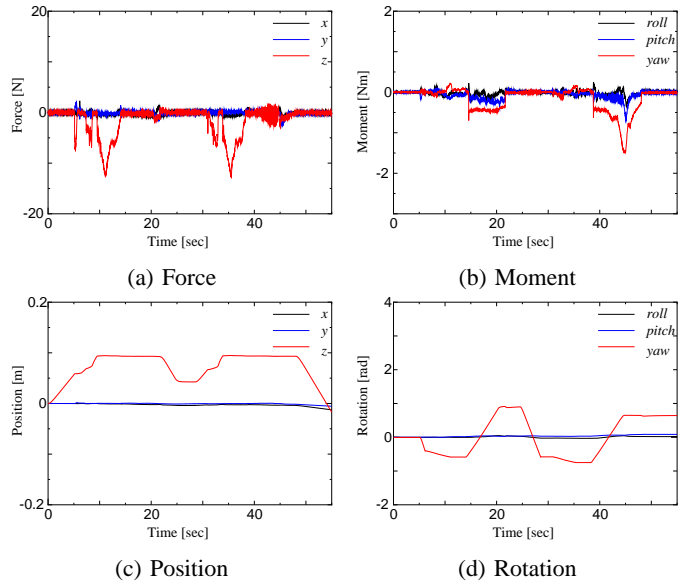 20
x
y
z
Force [N]
0
-20
0
20
40
Time [sec]
(a) Force
2
roll
pitch
yaw
Moment [Nm]
0
-2
0
20
40
Time [sec]
(b) Moment
0.2
x
y
z
Position [m]
0
-0.2
0
20
40
Time [sec]
(c) Position
4
roll
pitch
yaw
Rotation [rad]
2
0
-2
0
20
40
Time [sec]
(d) Rotation